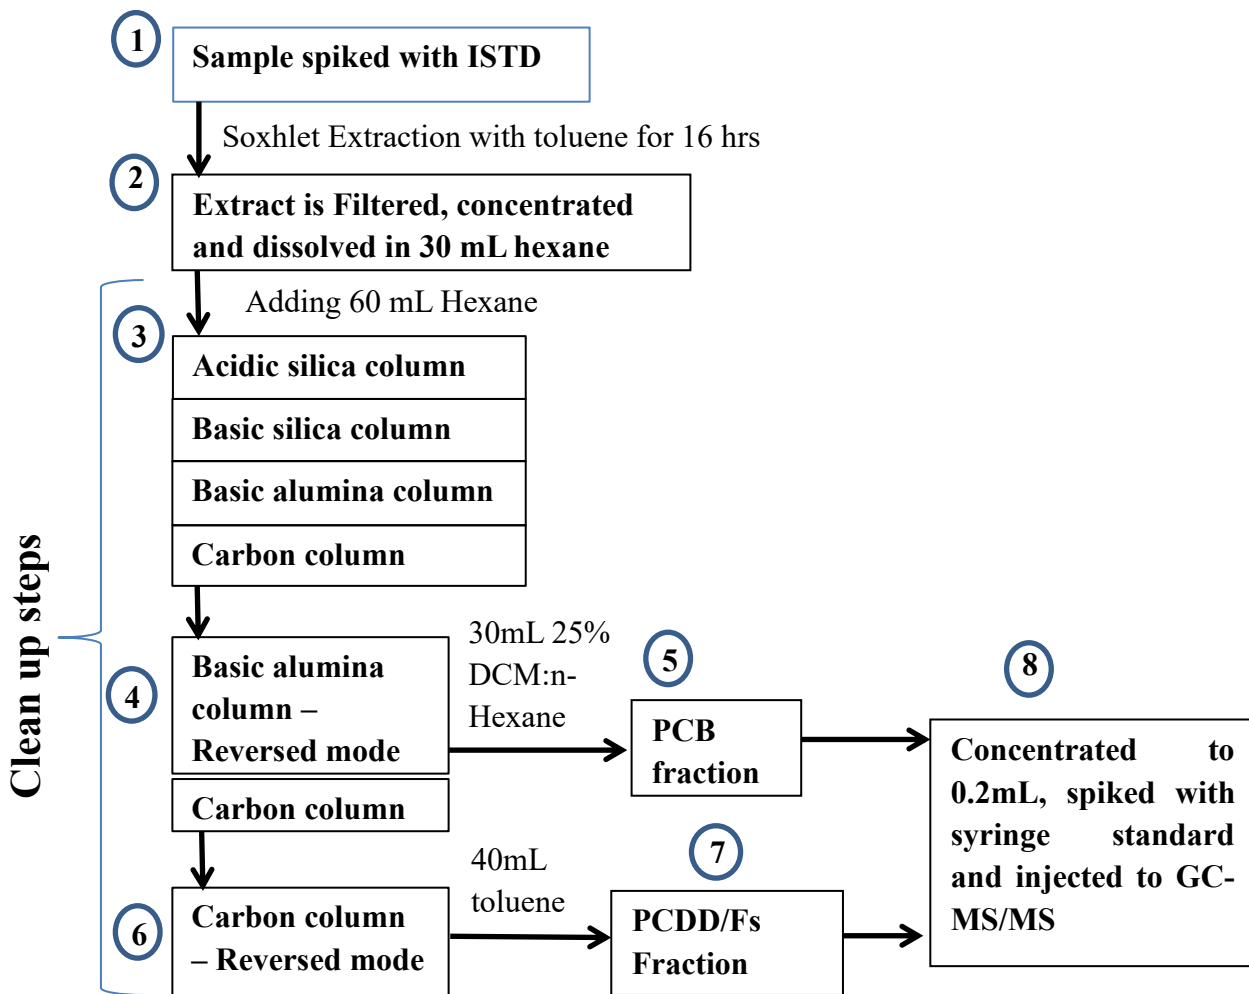 1
Sample spiked with ISTD
Soxhlet Extraction with toluene for 16 hrs
2
Extract is Filtered, concentrated
and dissolved in 30 mL hexane
Adding 60 mL Hexane
3
Acidic silica column
Basic silica column
Basic alumina column
Carbon column
Clean up steps
4
Basic alumina
column –
Reversed mode
Carbon column
30mL 25%
DCM:n-
Hexane
5
PCB
fraction
6
Carbon column
– Reversed mode
40mL
toluene
7
PCDD/Fs
Fraction
8
Concentrated to
0.2mL, spiked with
syringe standard
and injected to GC-
MS/MS